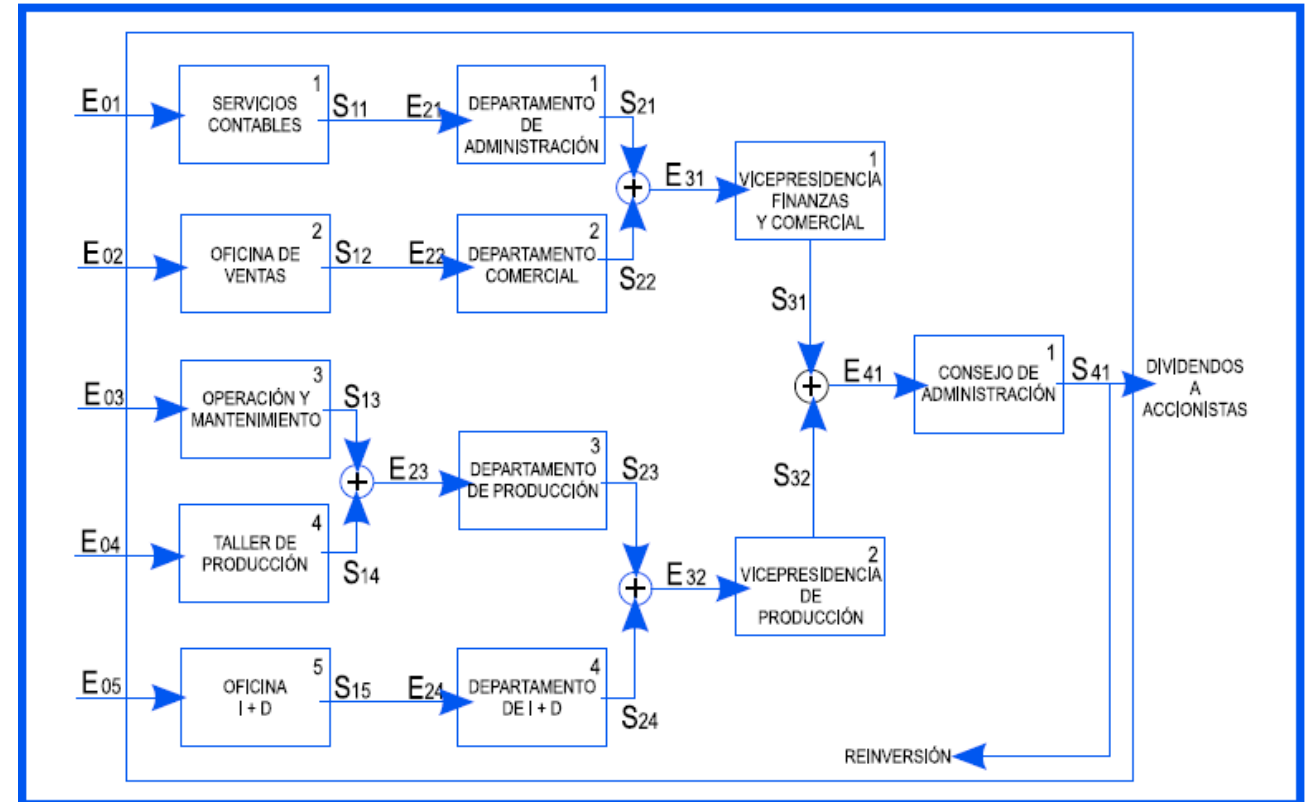 E01
1
SERVICIOS
CONTABLES
S11
E21
1
DEPARTAMENTO
DE
ADMINISTRACIÓN
S21
E02
2
OFICINA DE
VENTAS
S12
E22
2
DEPARTAMENTO
COMERCIAL
S22
+
E31
1
VICEPRESIDENCIA
FINANZAS
Y COMERCIAL
S31
E03
3
OPERACIÓN Y
MANTENIMIENTO
S13
E04
4
TALLER DE
PRODUCCIÓN
S14
+
E23
3
DEPARTAMENTO
DE PRODUCCIÓN
S23
E05
5
OFICINA
I + D
S15
E24
4
DEPARTAMENTO
DE I + D
S24
+
E32
2
VICEPRESIDENCIA
DE
PRODUCCIÓN
S32
+
E41
1
CONSEJO DE
ADMINISTRACIÓN
S41
DIVIDENDOS
A
ACCIONISTAS
REINVERSIÓN